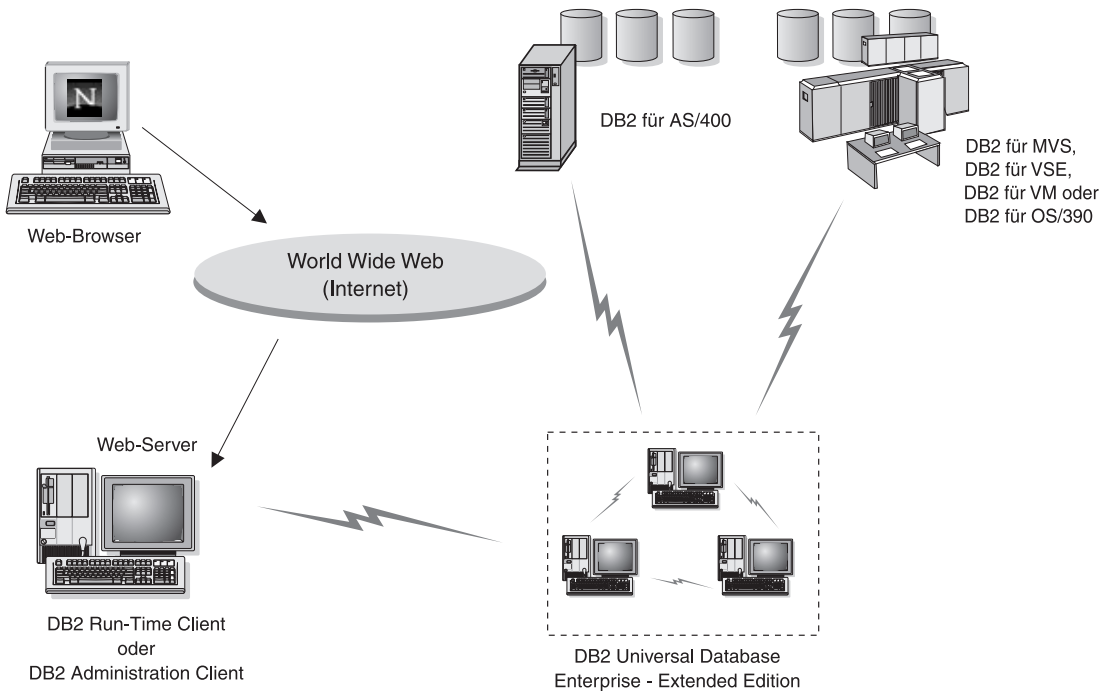 N
DB2 für AS/400
DB2 für MVS,
DB2 für VSE,
DB2 für VM oder
DB2 für OS/390
Web-Browser
World Wide Web
(Internet)
Web-Server
DB2 Run-Time Client
oder
DB2 Administration Client
DB2 Universal Database
Enterprise - Extended Edition